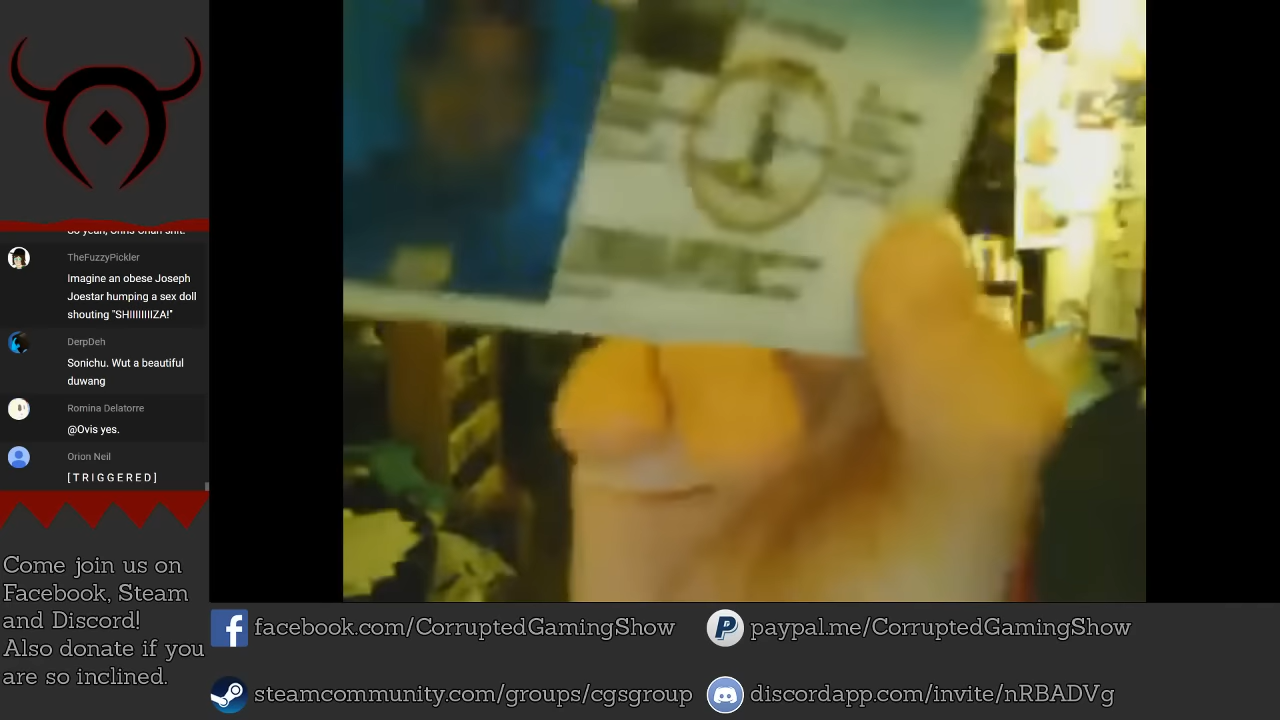 So yeah, Chris Chan shit.
TheFuzzyPickler
Imagine an obese Joseph
Joestar humping a sex doll
shouting "SHIIIIIIIIZA!"
DerpDeh
Sonichu. Wut a beautiful
duwang
Romina Delatorre
@Ovis yes.
Orion Neil
[ T R I G G E R E D ]
Come join us on
Facebook, Steam
and Discord!
Also donate if you
are so inclined.
facebook.com/CorruptedGamingShow
paypal.me/CorruptedGamingShow
steamcommunity.com/groups/cgsgroup
discordapp.com/invite/nRBADVg